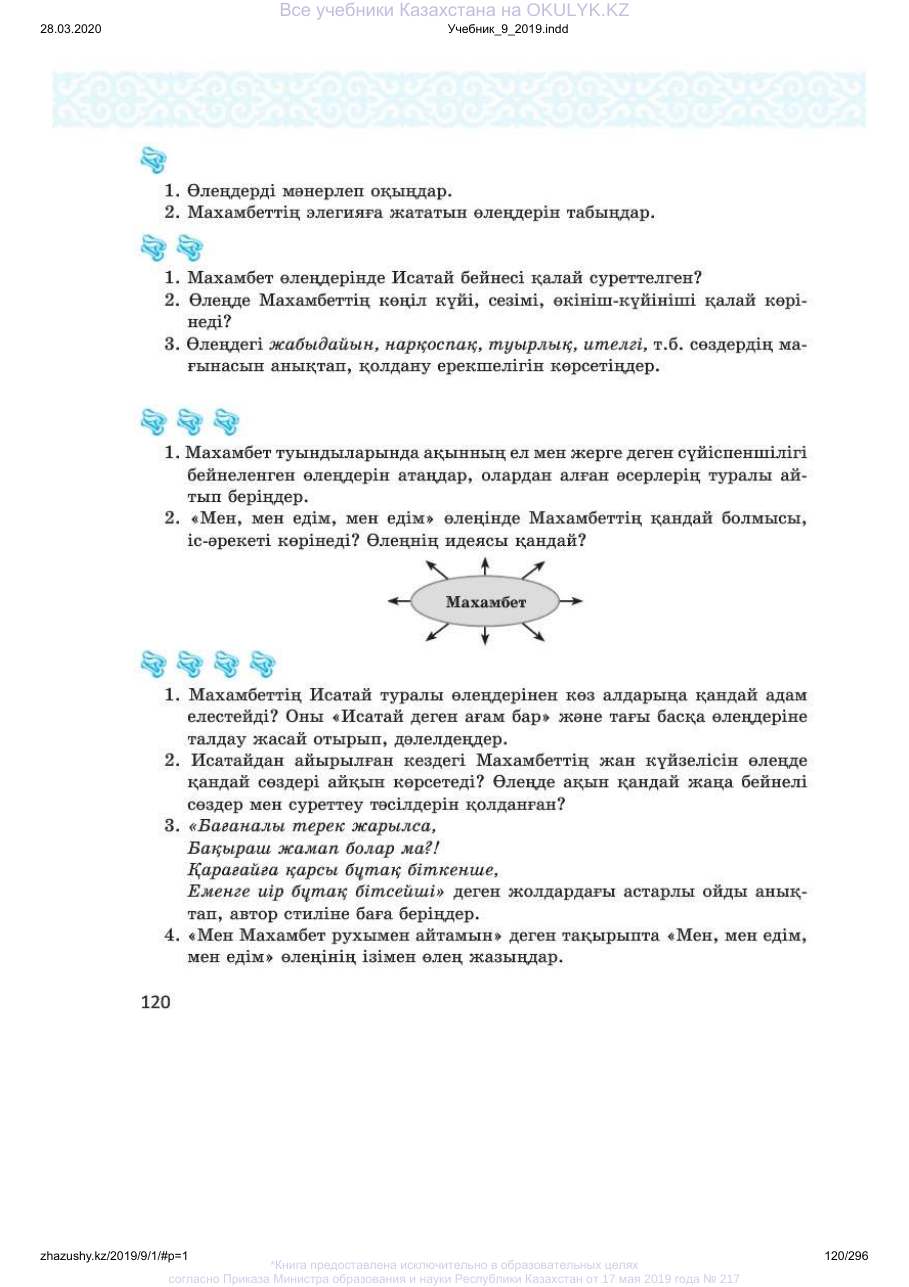 Все учебники Казахстана на OKULYK.KZ
28.03.2020
Учебник_9_2019.indd
1. Өлеңдерді мәнерлеп оқыңдар.
2. Махамбеттің элегияға жататын өлеңдерін табыңдар.
1. Махамбет өлеңдерінде Исатай бейнесі қалай суреттелген?
2. Өлеңде Махамбеттің көңіл күйі, сезімі, өкініш-күйініші қалай көрі-
неді?
3. Өлеңдегі жабыдайын, нарқоспақ, туырлық, ителгі, т.б. сөздердің ма-
ғынасын анықтап, қолдану ерекшелігін көрсетіңдер.
1. Махамбет туындыларында ақынның ел мен жерге деген сүйіспеншілігі
бейнеленген өлеңдерін атаңдар, олардан алған әсерлерің туралы ай-
тып беріңдер.
2. «Мен, мен едім, мен едім» өлеңінде Махамбеттің қандай болмысы,
іс-әрекеті көрінеді? Өлеңнің идеясы қандай?
Махамбет
1. Махамбеттің Исатай туралы өлеңдерінен көз алдарыңа қандай адам
елестейді? Оны «Исатай деген ағам бар» және тағы басқа өлеңдеріне
талдау жасай отырып, дәлелдеңдер.
2. Исатайдан айырылған кездегі Махамбеттің жан күйзелісін өлеңде
қандай сөздері айқын көрсетеді? Өлеңде ақын қандай жаңа бейнелі
сөздер мен суреттеу тәсілдерін қолданған?
3. «Бағаналы терек жарылса,
Бақыраш жамап болар ма?!
Қарағайға қарсы бұтақ біткенше,
Еменге иір бұтақ бітсейші» деген жолдардағы астарлы ойды анық-
тап, автор стиліне баға беріңдер.
4. «Мен Махамбет рухымен айтамын» деген тақырыпта «Мен, мен едім,
мен едім» өлеңінің ізімен өлең жазыңдар.
120
zhazushy.kz/2019/9/1/#p=1
120/296
*Книга предоставлена исключительно в образовательных целях
согласно Приказа Министра образования и науки Республики Казахстан от 17 мая 2019 года № 217